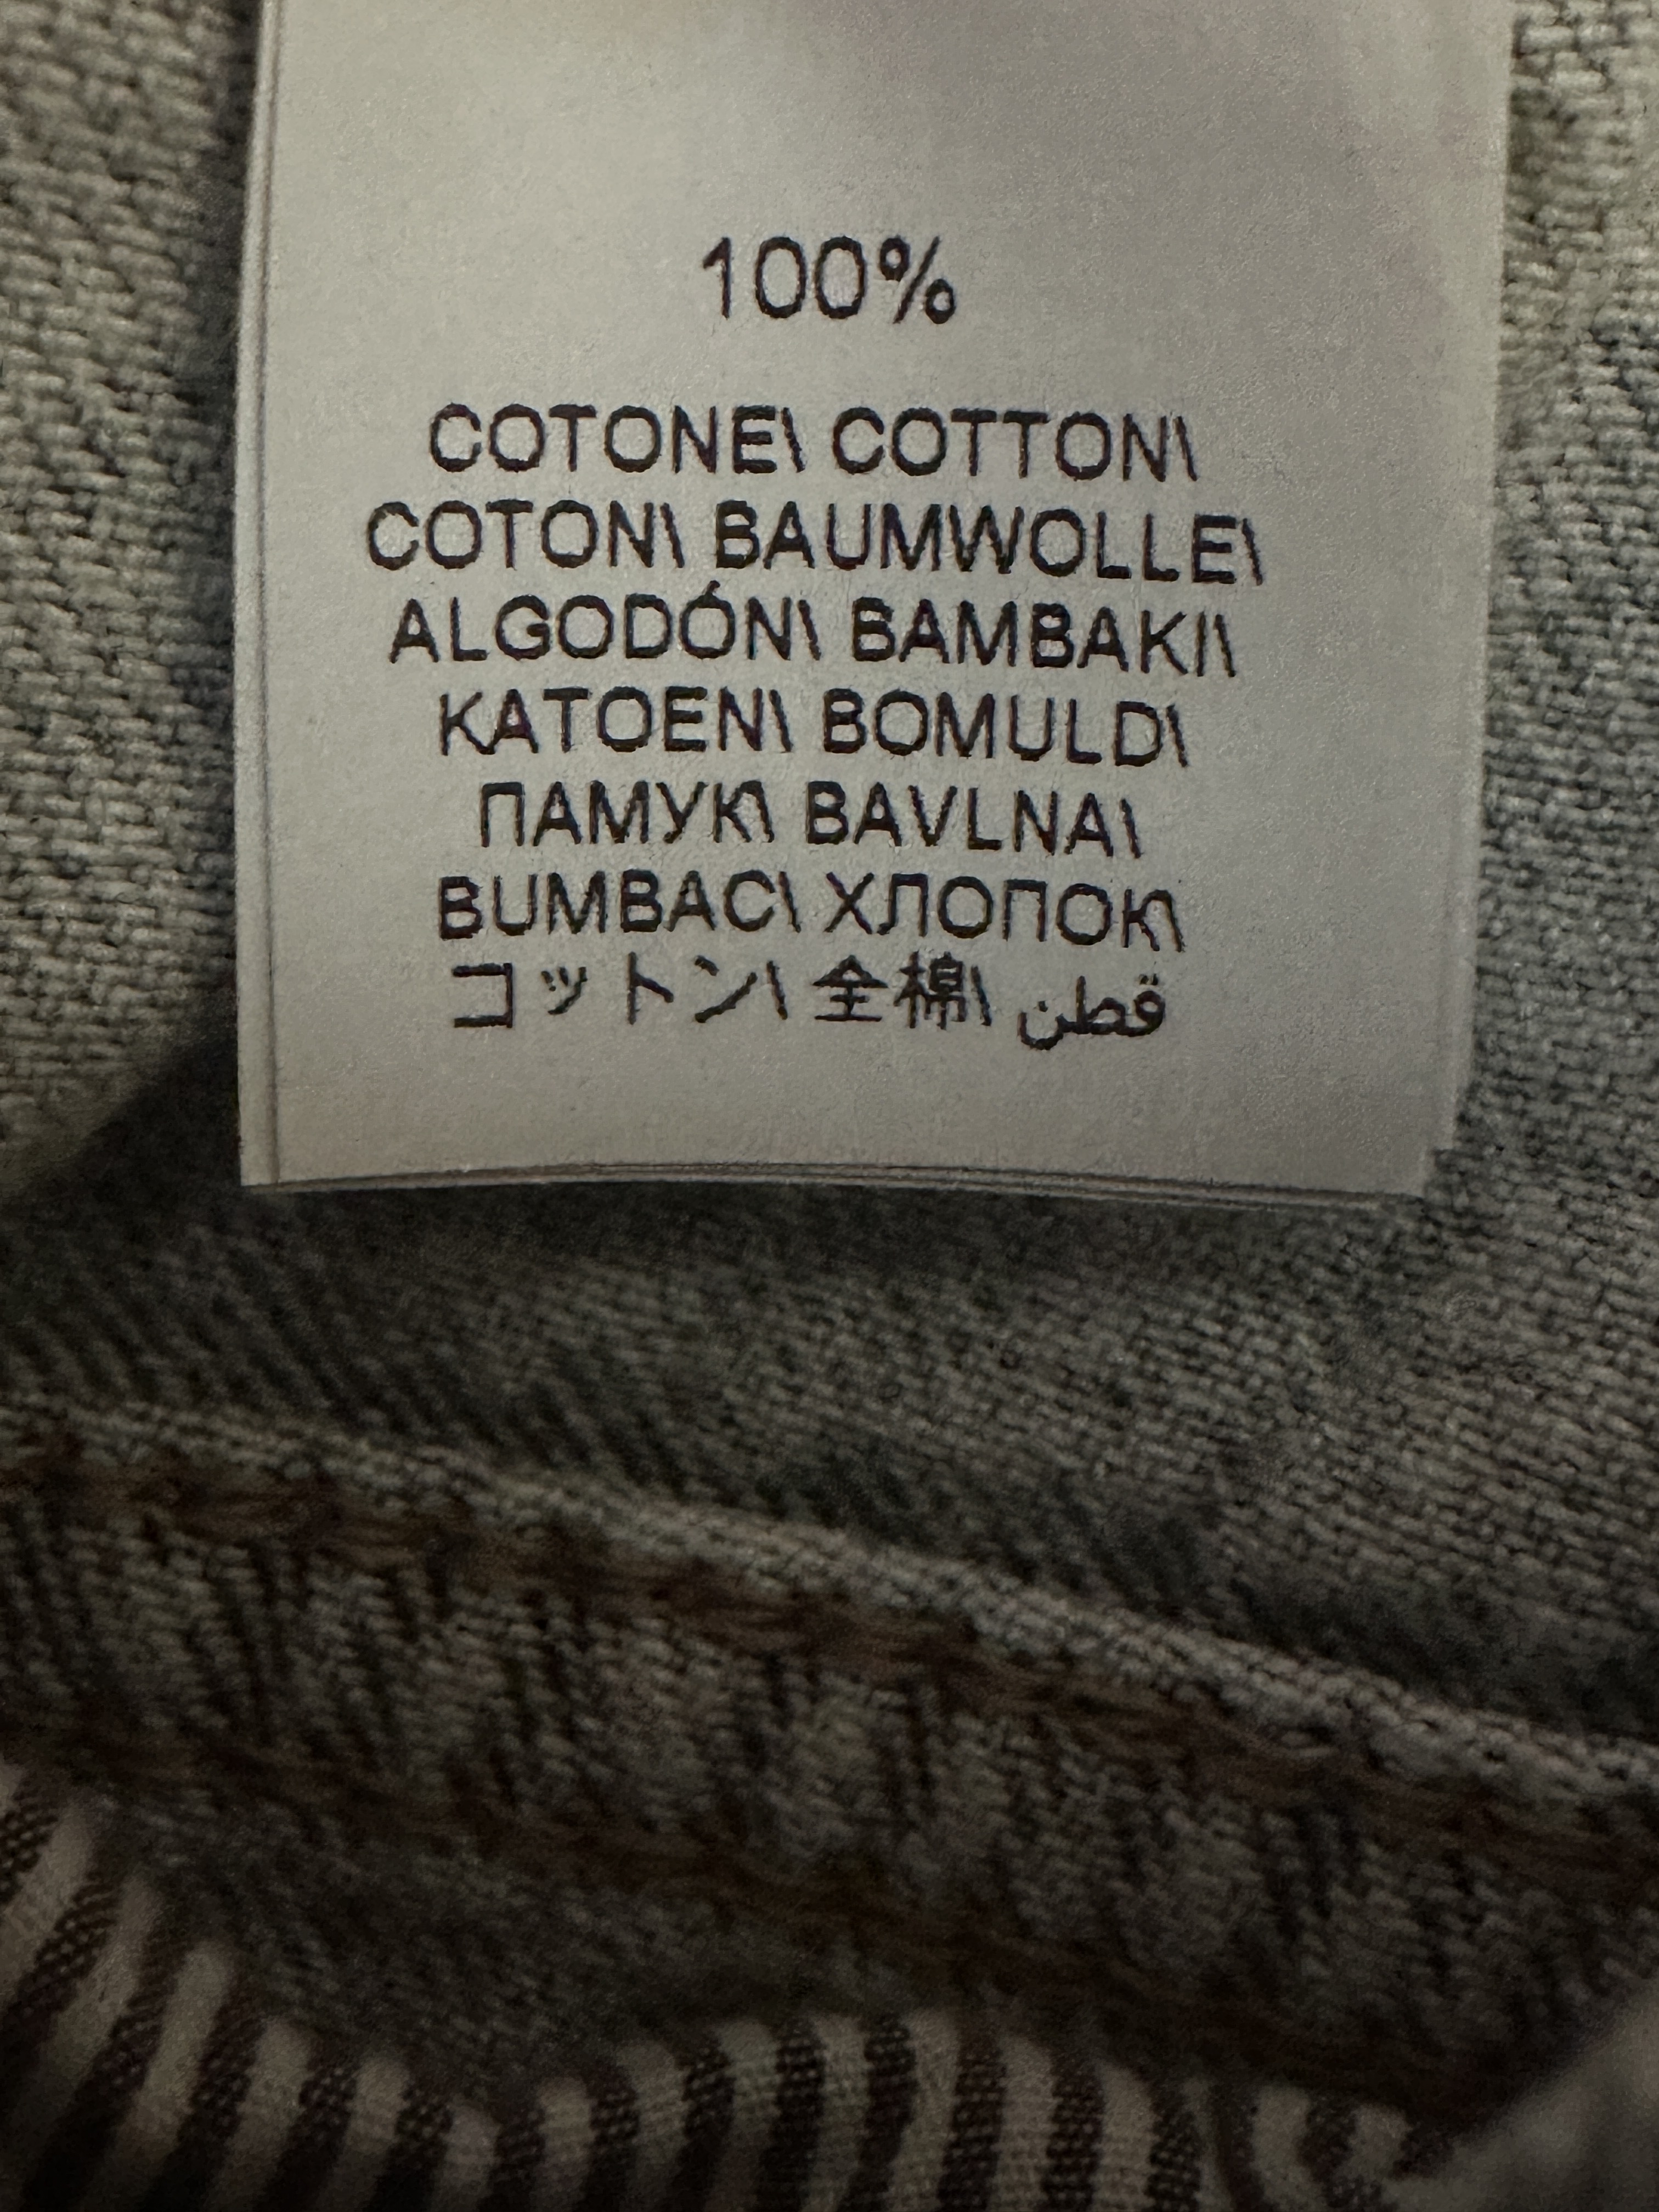 100%
COTONE\ COTTON\
COTON\ BAUMWOLLE\
ALGODÓN\ BAMBAKI\
KATOEN\ BOMULD\
ПАМУК\ BAVLNA\
BUMBAC\ ХЛОПОК\
コットン\ 全棉\ قطن